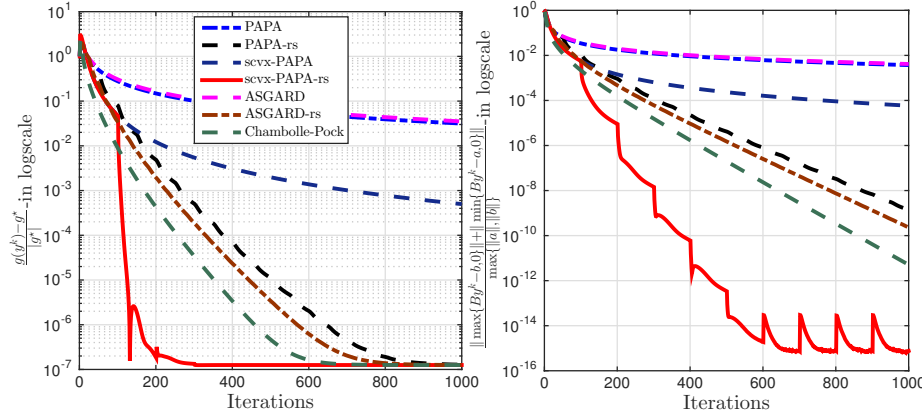 g(y^k)−g^⋆ / |g^⋆| -in logscale
10^1
10^0
10^-1
10^-2
10^-3
10^-4
10^-5
10^-6
10^-7
PAPA
PAPA-rs
scvx-PAPA
scvx-PAPA-rs
ASGARD
ASGARD-rs
Chambolle-Pock
0 200 400 600 800 1000
Iterations
‖max{By^k−b,0}‖+‖min{By^k−a,0}‖ / max{‖a‖,‖b‖} -in logscale
10^0
10^-2
10^-4
10^-6
10^-8
10^-10
10^-12
10^-14
10^-16
0 200 400 600 800 1000
Iterations